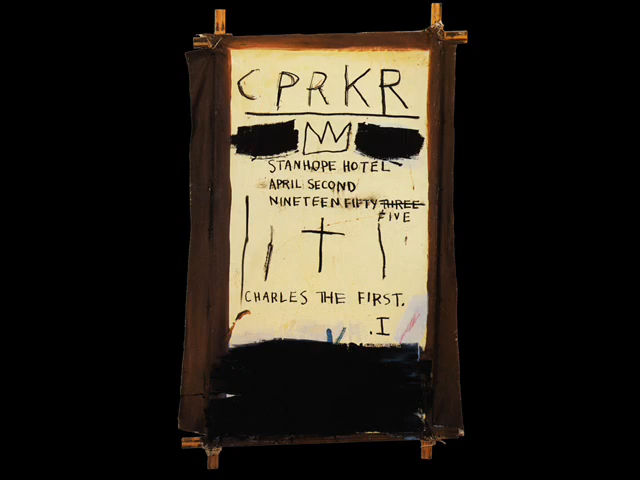 CPRKR
STANHOPE HOTEL
APRIL SECOND
NINETEEN FIFTY THREE
FIVE
CHARLES THE FIRST.
.I